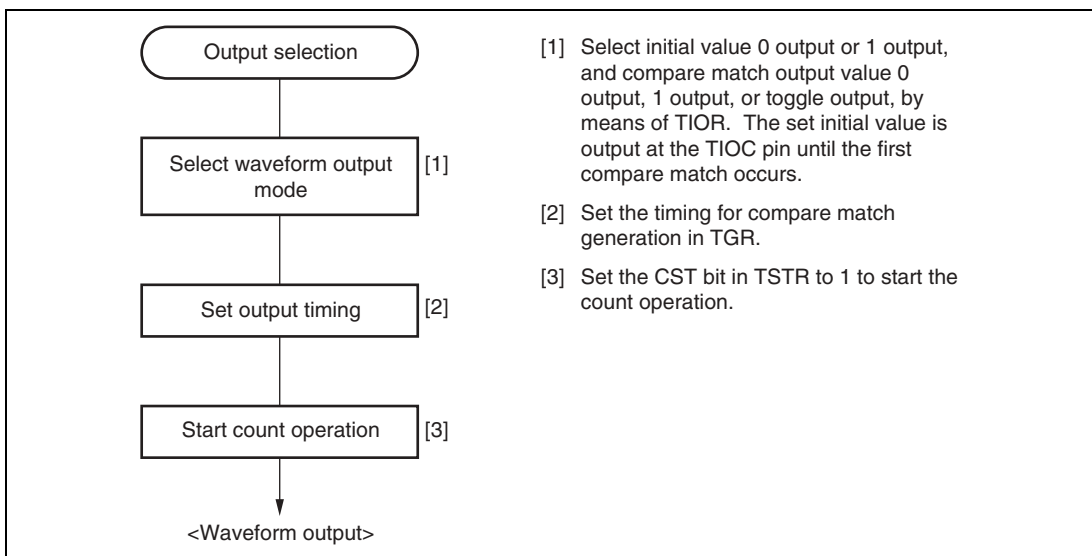 Output selection
Select waveform output
mode
[1]
Set output timing
[2]
Start count operation
[3]
<Waveform output>
[1] Select initial value 0 output or 1 output,
and compare match output value 0
output, 1 output, or toggle output, by
means of TIOR. The set initial value is
output at the TIOC pin until the first
compare match occurs.
[2] Set the timing for compare match
generation in TGR.
[3] Set the CST bit in TSTR to 1 to start the
count operation.